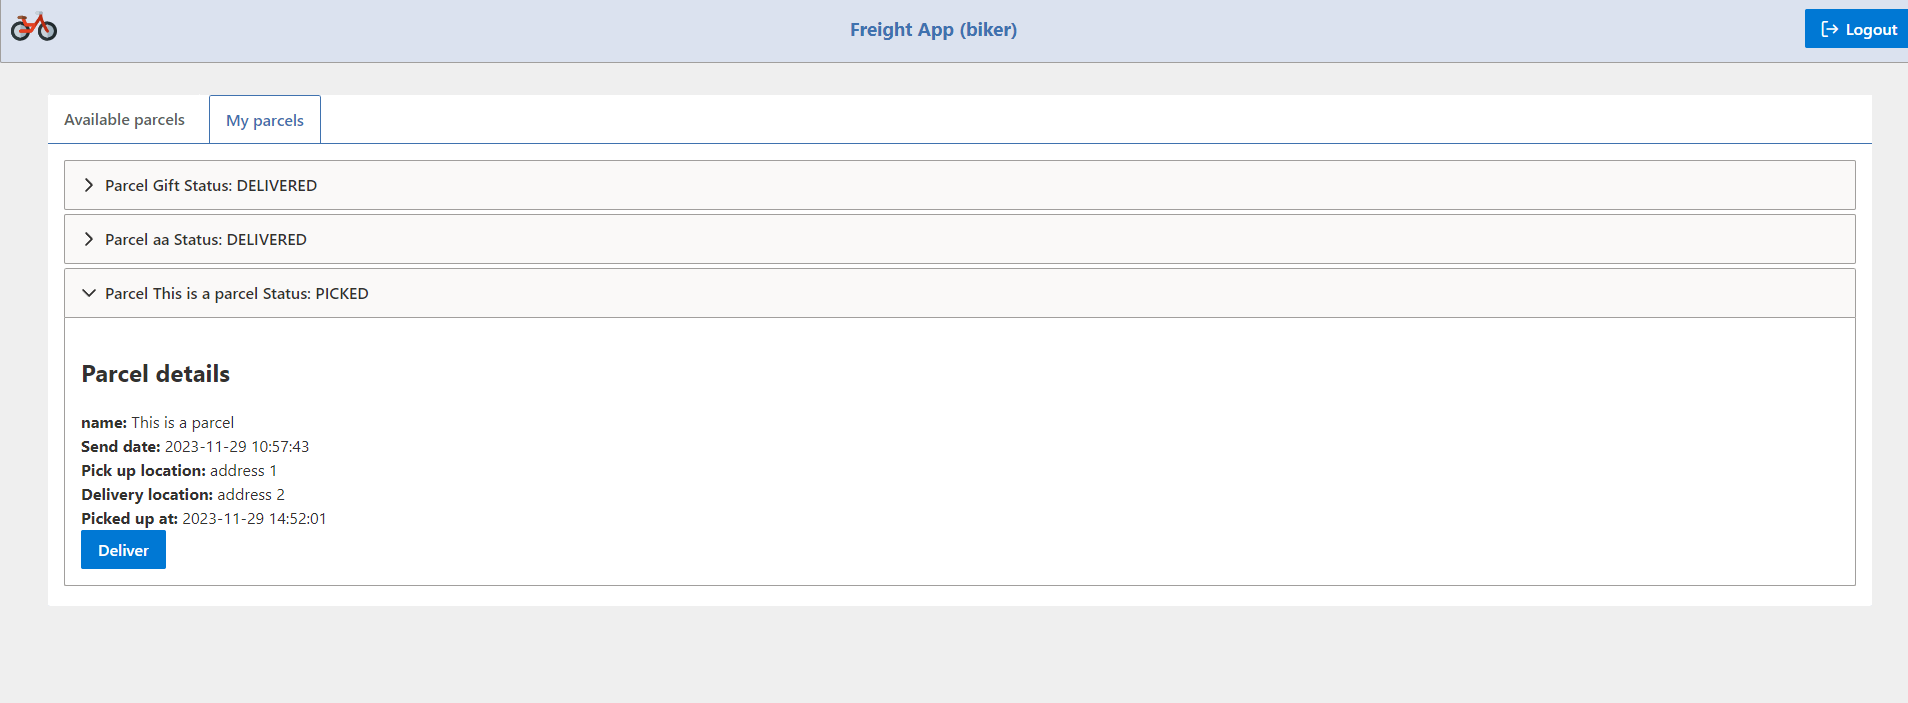 Freight App (biker)
Logout
Available parcels
My parcels
Parcel Gift Status: DELIVERED
Parcel aa Status: DELIVERED
Parcel This is a parcel Status: PICKED
Parcel details
name: This is a parcel
Send date: 2023-11-29 10:57:43
Pick up location: address 1
Delivery location: address 2
Picked up at: 2023-11-29 14:52:01
Deliver